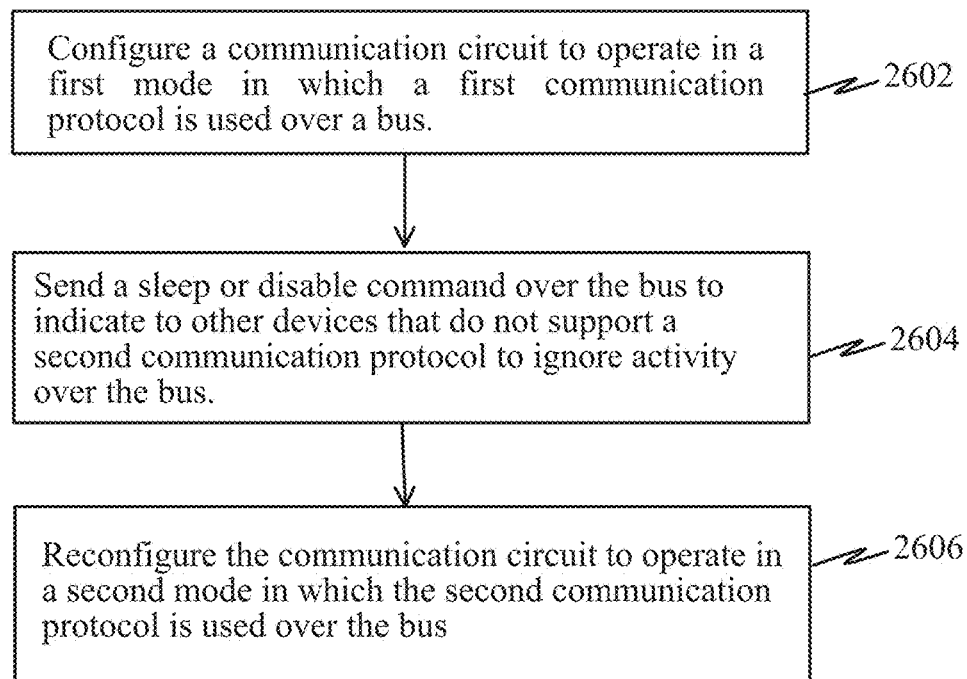 Configure a communication circuit to operate in a
first mode in which a first communication
protocol is used over a bus.
2602
Send a sleep or disable command over the bus to
indicate to other devices that do not support a
second communication protocol to ignore activity
over the bus.
2604
Reconfigure the communication circuit to operate in
a second mode in which the second communication
protocol is used over the bus
2606